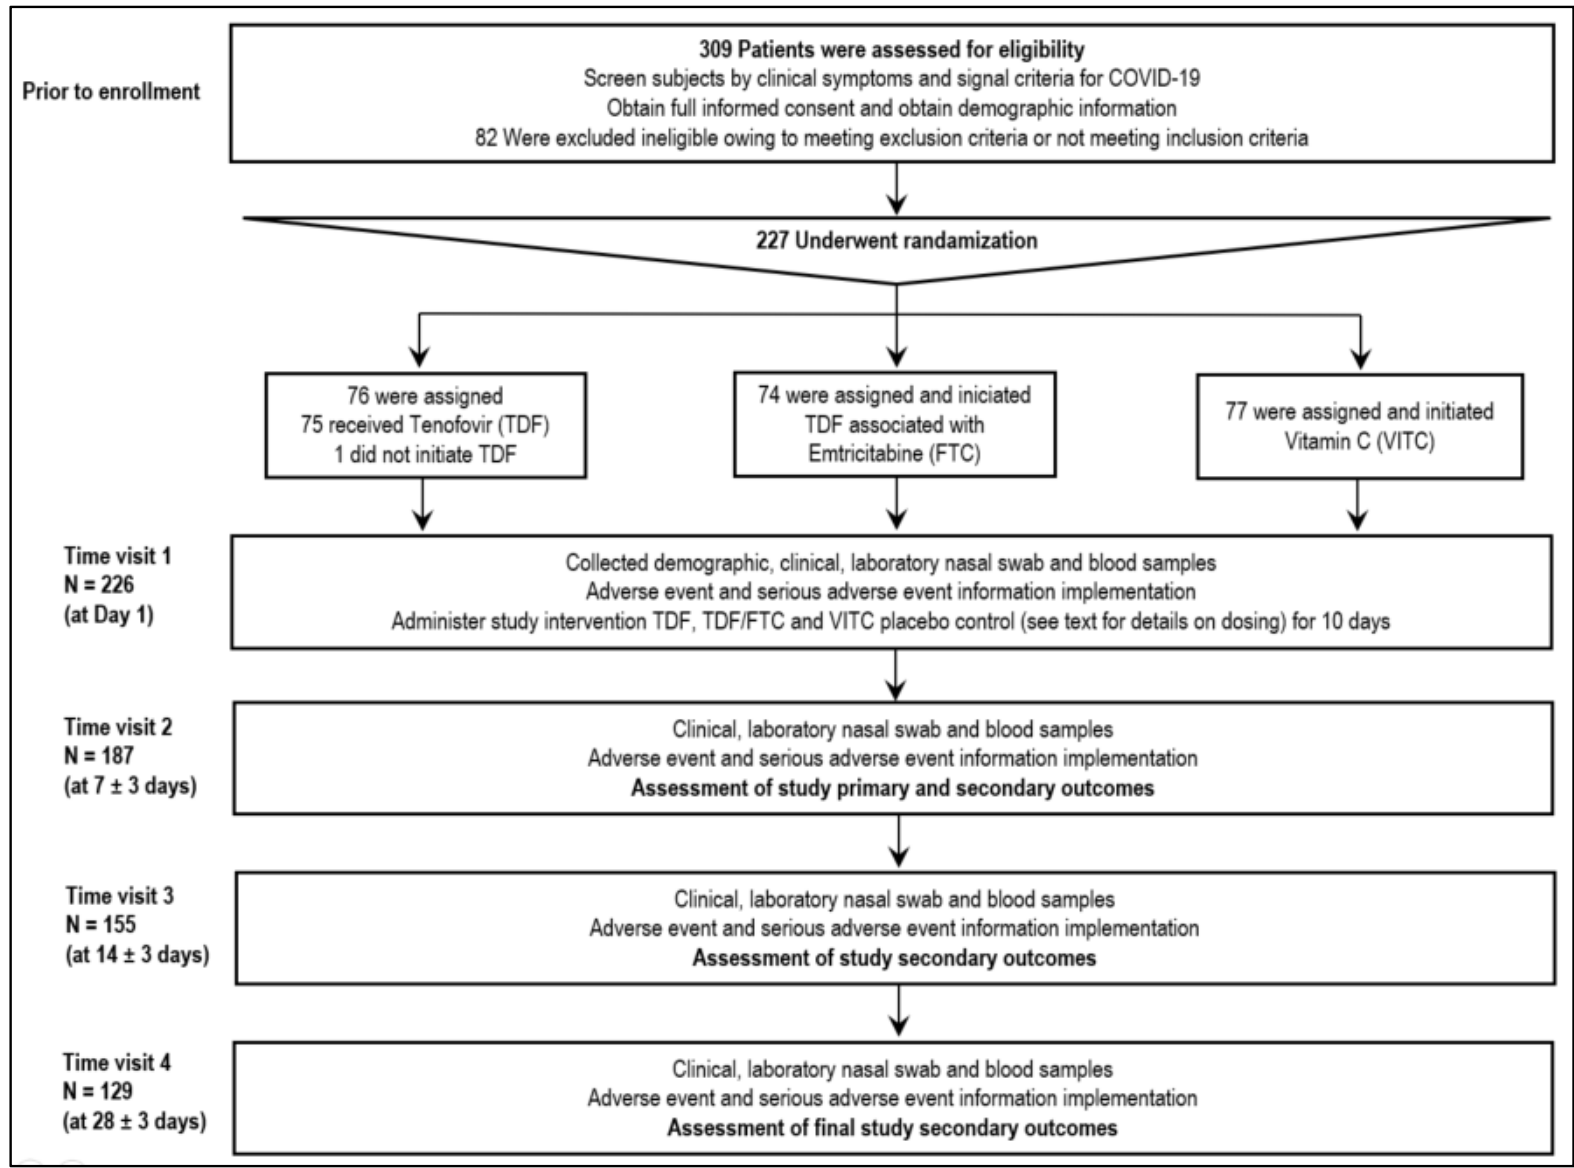 309 Patients were assessed for eligibility
Screen subjects by clinical symptoms and signal criteria for COVID-19
Prior to enrollment
Obtain full informed consent and obtain demographic information
82 Were excluded ineligible owing to meeting exclusion criteria or not meeting inclusion criteria
227 Underwent randamization
76 were assigned
75 received Tenofovir (TDF)
1 did not initiate TDF
74 were assigned and iniciated
TDF associated with
Emtricitabine (FTC)
77 were assigned and initiated
Vitamin C (VITC)
Time visit 1
N = 226
(at Day 1)
Collected demographic, clinical, laboratory nasal swab and blood samples
Adverse event and serious adverse event information implementation
Administer study intervention TDF, TDF/FTC and VITC placebo control (see text for details on dosing) for 10 days
Time visit 2
N = 187
(at 7 ± 3 days)
Clinical, laboratory nasal swab and blood samples
Adverse event and serious adverse event information implementation
Assessment of study primary and secondary outcomes
Time visit 3
N = 155
(at 14 ± 3 days)
Clinical, laboratory nasal swab and blood samples
Adverse event and serious adverse event information implementation
Assessment of study secondary outcomes
Time visit 4
N = 129
(at 28 ± 3 days)
Clinical, laboratory nasal swab and blood samples
Adverse event and serious adverse event information implementation
Assessment of final study secondary outcomes